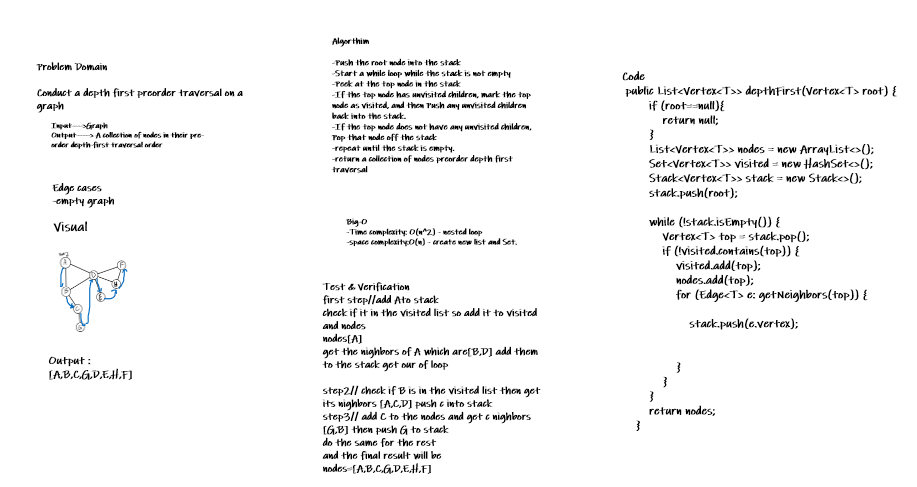 Problem Domain
Conduct a depth first preorder traversal on a
graph
Input---->Graph
Output----> A collection of nodes in their pre-
order depth-first traversal order
Edge cases
-empty graph
Visual
A
B
C
G
D
E
H
F
Output :
[A,B,C,G,D,E,H,F]
Algorthim
-Push the root node into the stack
-Start a while loop while the stack is not empty
-Peek at the top node in the stack
-If the top node has unvisited children, mark the top
node as visited, and then Push any unvisited children
back into the stack.
-If the top node does not have any unvisited children,
Pop that node off the stack
-repeat until the stack is empty.
-return a collection of nodes preorder depth first
traversal
Big-O
-Time complexity: O(n^2) - nested loop
-space complexity:O(n) - create new list and Set.
Test & Verification
first step//add Ato stack
check if it in the visited list so add it to visited
and nodes
nodes[A]
get the nighbors of A which are[B,D] add them
to the stack get our of loop
step2// check if B is in the visited list then get
its nighbors [A,C,D] push c into stack
step3// add C to the nodes and get c nighbors
[G,B] then push G to stack
do the same for the rest
and the final result will be
nodes=[A,B,C,G,D,E,H,F]
Code
public List<Vertex<T>> depthFirst(Vertex<T> root) {
if (root==null){
return null;
}
List<Vertex<T>> nodes = new ArrayList<>();
Set<Vertex<T>> visited = new HashSet<>();
Stack<Vertex<T>> stack = new Stack<>();
stack.push(root);
while (!stack.isEmpty()) {
Vertex<T> top = stack.pop();
if (!visited.contains(top)) {
visited.add(top);
nodes.add(top);
for (Edge<T> e: getNeighbors(top)) {
stack.push(e.vertex);
}
}
}
return nodes;
}